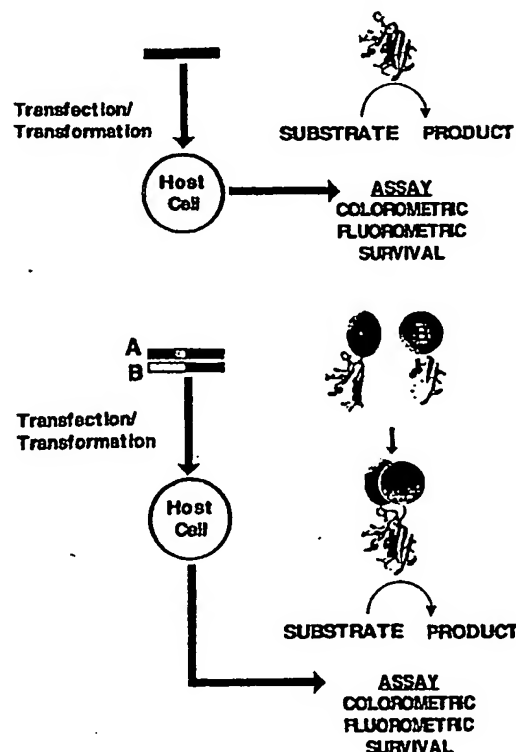 Transfection/
Transformation
SUBSTRATE PRODUCT
Host
Cell
ASSAY
COLOROMETRIC
FLUOROMETRIC
SURVIVAL
A
B
Transfection/
Transformation
Host
Cell
SUBSTRATE PRODUCT
ASSAY
COLOROMETRIC
FLUOROMETRIC
SURVIVAL